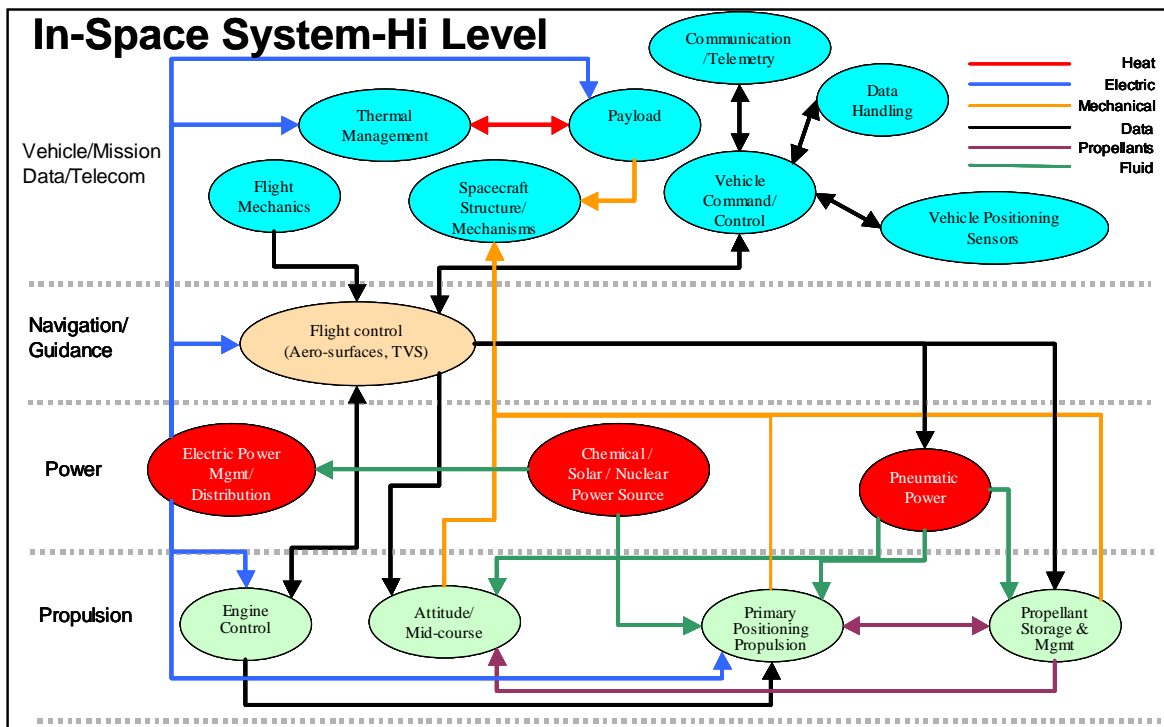 In-Space System-Hi Level
Communication
/Telemetry
Data
Handling
Heat
Electric
Mechanical
Data
Propellants
Fluid
Vehicle/Mission
Data/Telecom
Thermal
Management
Payload
Flight
Mechanics
Spacecraft
Structure/
Mechanisms
Vehicle
Command/
Control
Vehicle Positioning
Sensors
Navigation/
Guidance
Flight control
(Aero-surfaces, TVS)
Power
Electric Power
Mgmt/
Distribution
Chemical /
Solar / Nuclear
Power Source
Pneumatic
Power
Propulsion
Engine
Control
Attitude/
Mid-course
Primary
Positioning
Propulsion
Propellant
Storage &
Mgmt